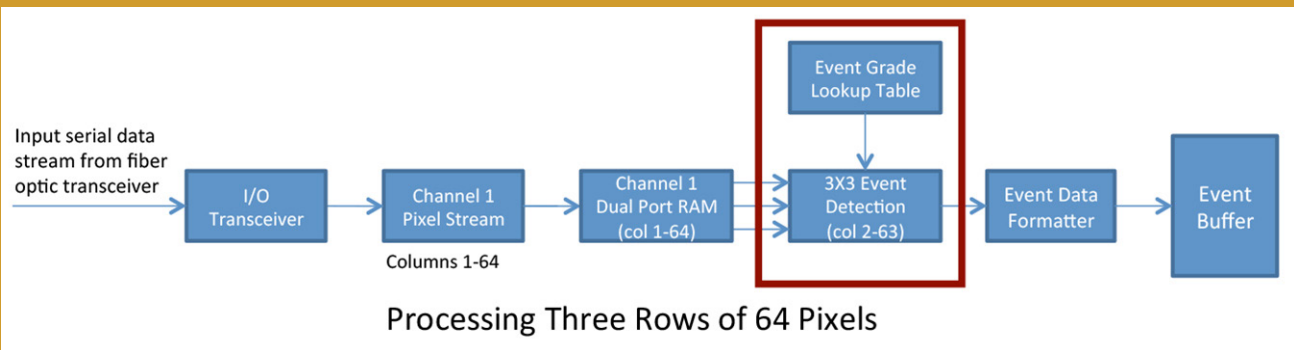 Input serial data
stream from fiber
optic transceiver
I/O
Transceiver
Channel 1
Pixel Stream
Columns 1-64
Channel 1
Dual Port RAM
(col 1-64)
Event Grade
Lookup Table
3X3 Event
Detection
(col 2-63)
Event Data
Formatter
Event
Buffer
Processing Three Rows of 64 Pixels